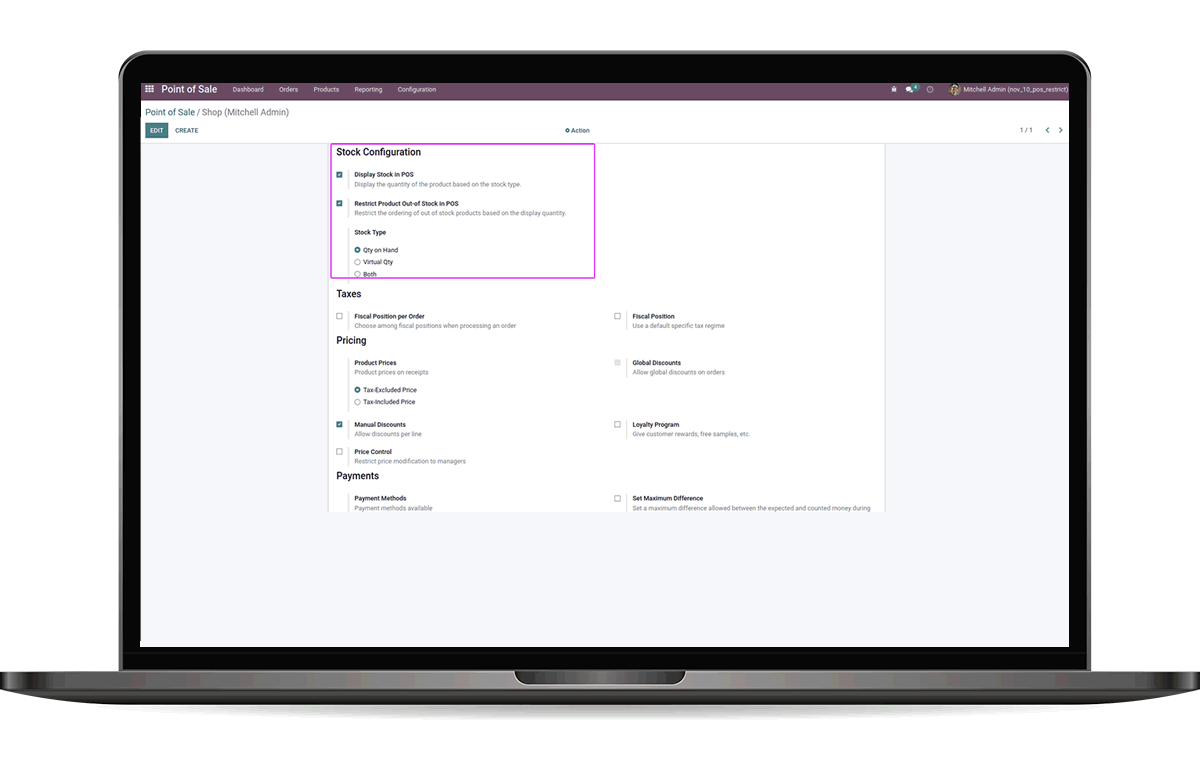 Point of Sale Dashboard Orders Products Reporting Configuration 4 Mitchell Admin (nov_10_pos_restrict)
Point of Sale / Shop (Mitchell Admin)
EDIT CREATE Action 1 / 1
Stock Configuration
Display Stock in POS
Display the quantity of the product based on the stock type.
Restrict Product Out-of Stock in POS
Restrict the ordering of out of stock products based on the display quantity.
Stock Type
Qty on Hand
Virtual Qty
Both
Taxes
Fiscal Position per Order Fiscal Position
Choose among fiscal positions when processing an order Use a default specific tax regime
Pricing
Product Prices Global Discounts
Product prices on receipts Allow global discounts on orders
Tax-Excluded Price
Tax-Included Price
Manual Discounts Loyalty Program
Allow discounts per line Give customer rewards, free samples, etc.
Price Control
Restrict price modification to managers
Payments
Payment Methods Set Maximum Difference
Payment methods available Set a maximum difference allowed between the expected and counted money during